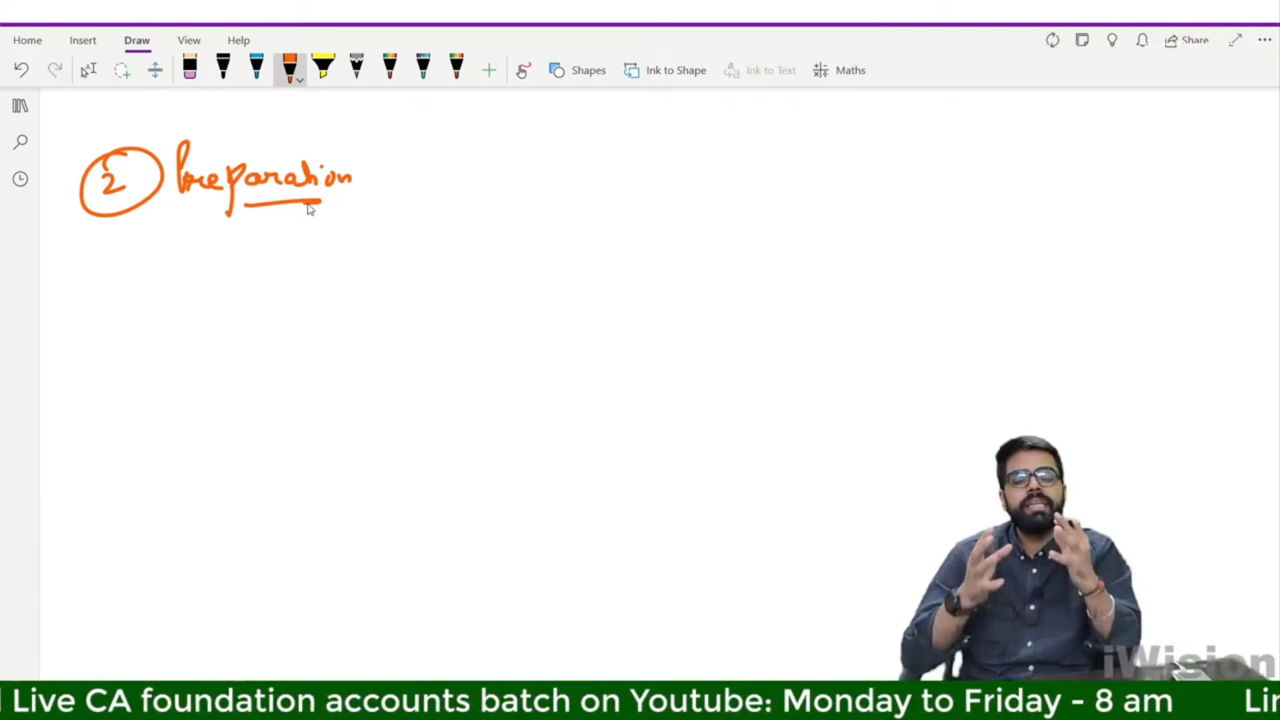 Home Insert Draw View Help
Share
Shapes Ink to Shape Ink to Text Maths
2 Preparation
iWision
Live CA foundation accounts batch on Youtube: Monday to Friday - 8 am